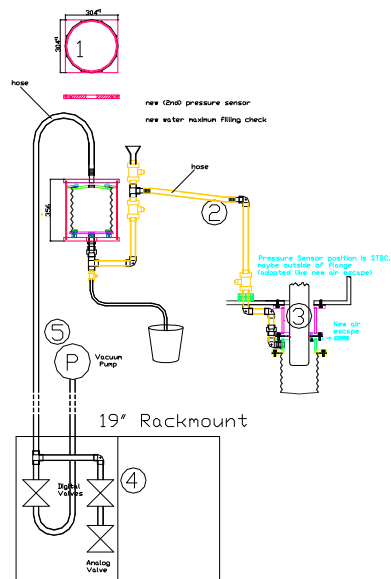 304
304
1
hose
new (2nd) pressure sensor
new water maximum filling check
hose
356
2
Pressure Sensor position is STBC,
maybe outside of flange
(adapted like new air escape)
3
New air
escape
5
P
Vacuum
Pump
19" Rackmount
4
Digital
Valves
Analog
Valve